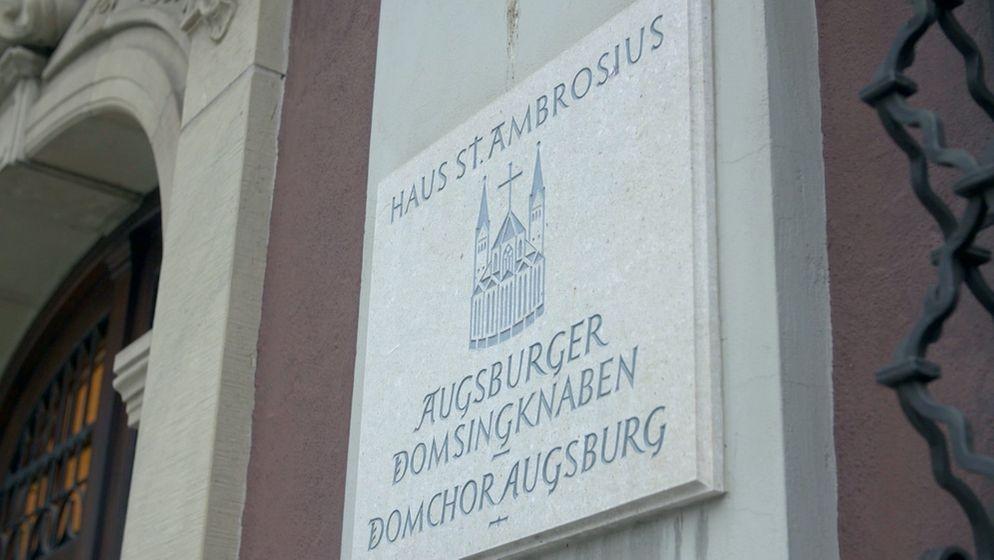 HAUS ST. AMBROSIUS
AUGSBURGER
DOMSINGKNABEN
DOMCHOR AUGSBURG